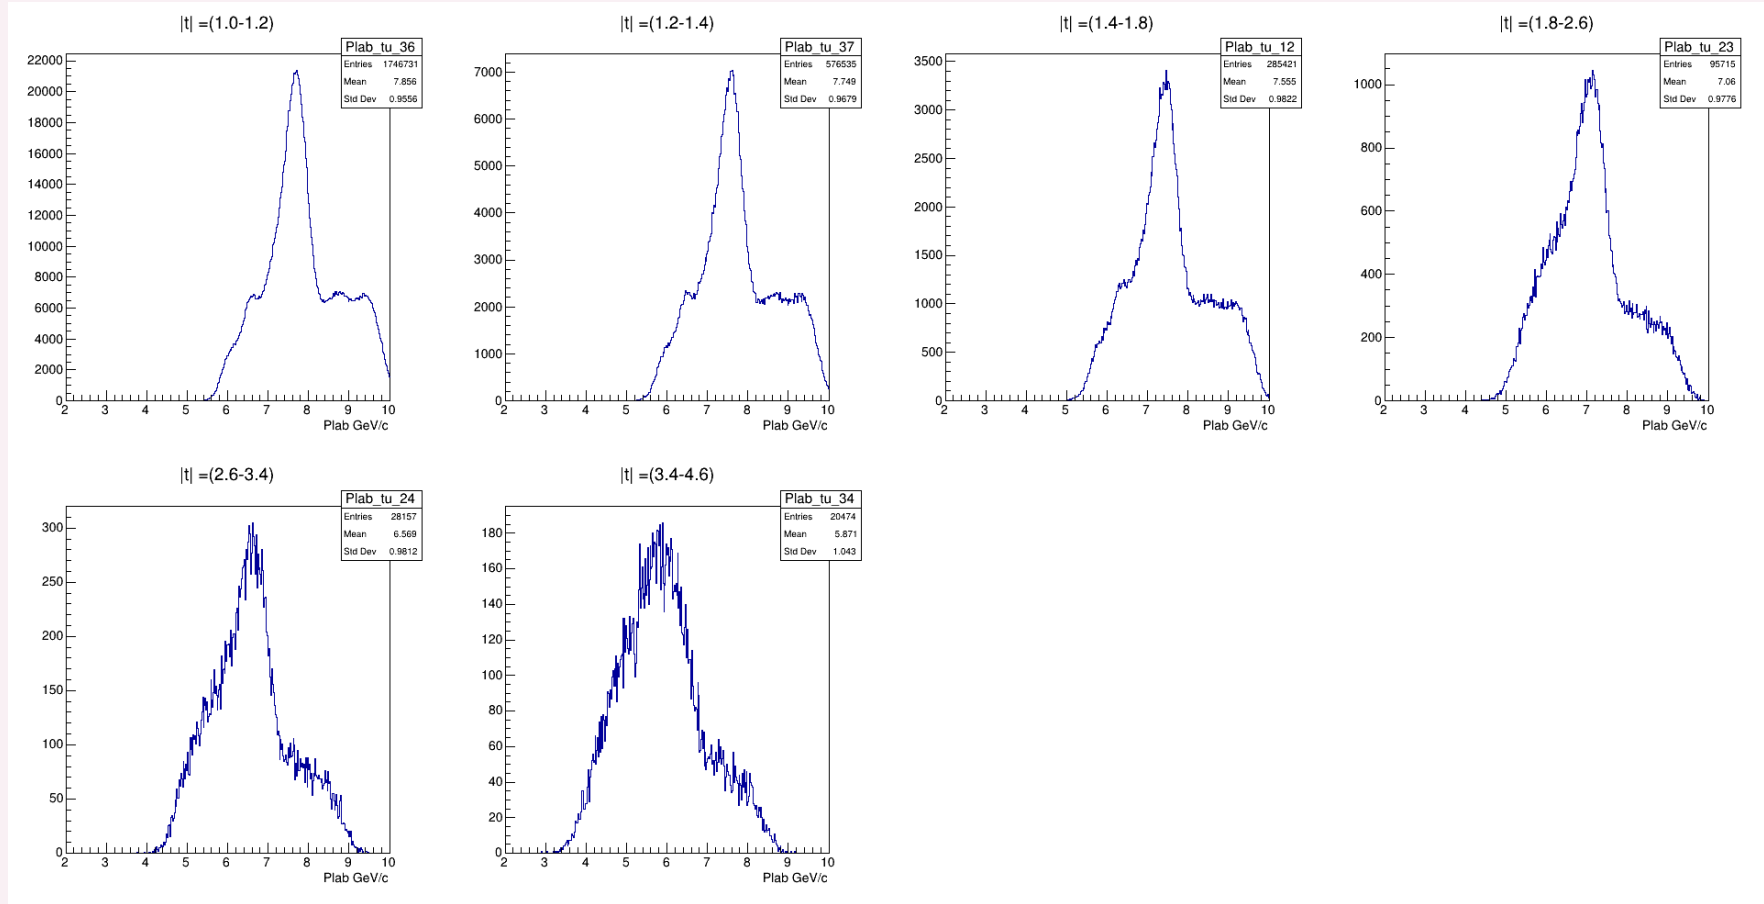 |t| =(1.0-1.2)
Plab_tu_36
Entries 1746731
Mean 7.856
Std Dev 0.9556
22000
20000
18000
16000
14000
12000
10000
8000
6000
4000
2000
0
2 3 4 5 6 7 8 9 10
Plab GeV/c
|t| =(1.2-1.4)
Plab_tu_37
Entries 576535
Mean 7.749
Std Dev 0.9679
7000
6000
5000
4000
3000
2000
1000
0
2 3 4 5 6 7 8 9 10
Plab GeV/c
|t| =(1.4-1.8)
Plab_tu_12
Entries 285421
Mean 7.555
Std Dev 0.9822
3500
3000
2500
2000
1500
1000
500
0
2 3 4 5 6 7 8 9 10
Plab GeV/c
|t| =(1.8-2.6)
Plab_tu_23
Entries 95715
Mean 7.06
Std Dev 0.9776
1000
800
600
400
200
0
2 3 4 5 6 7 8 9 10
Plab GeV/c
|t| =(2.6-3.4)
Plab_tu_24
Entries 28157
Mean 6.569
Std Dev 0.9812
300
250
200
150
100
50
0
2 3 4 5 6 7 8 9 10
Plab GeV/c
|t| =(3.4-4.6)
Plab_tu_34
Entries 20474
Mean 5.871
Std Dev 1.043
180
160
140
120
100
80
60
40
20
0
2 3 4 5 6 7 8 9 10
Plab GeV/c